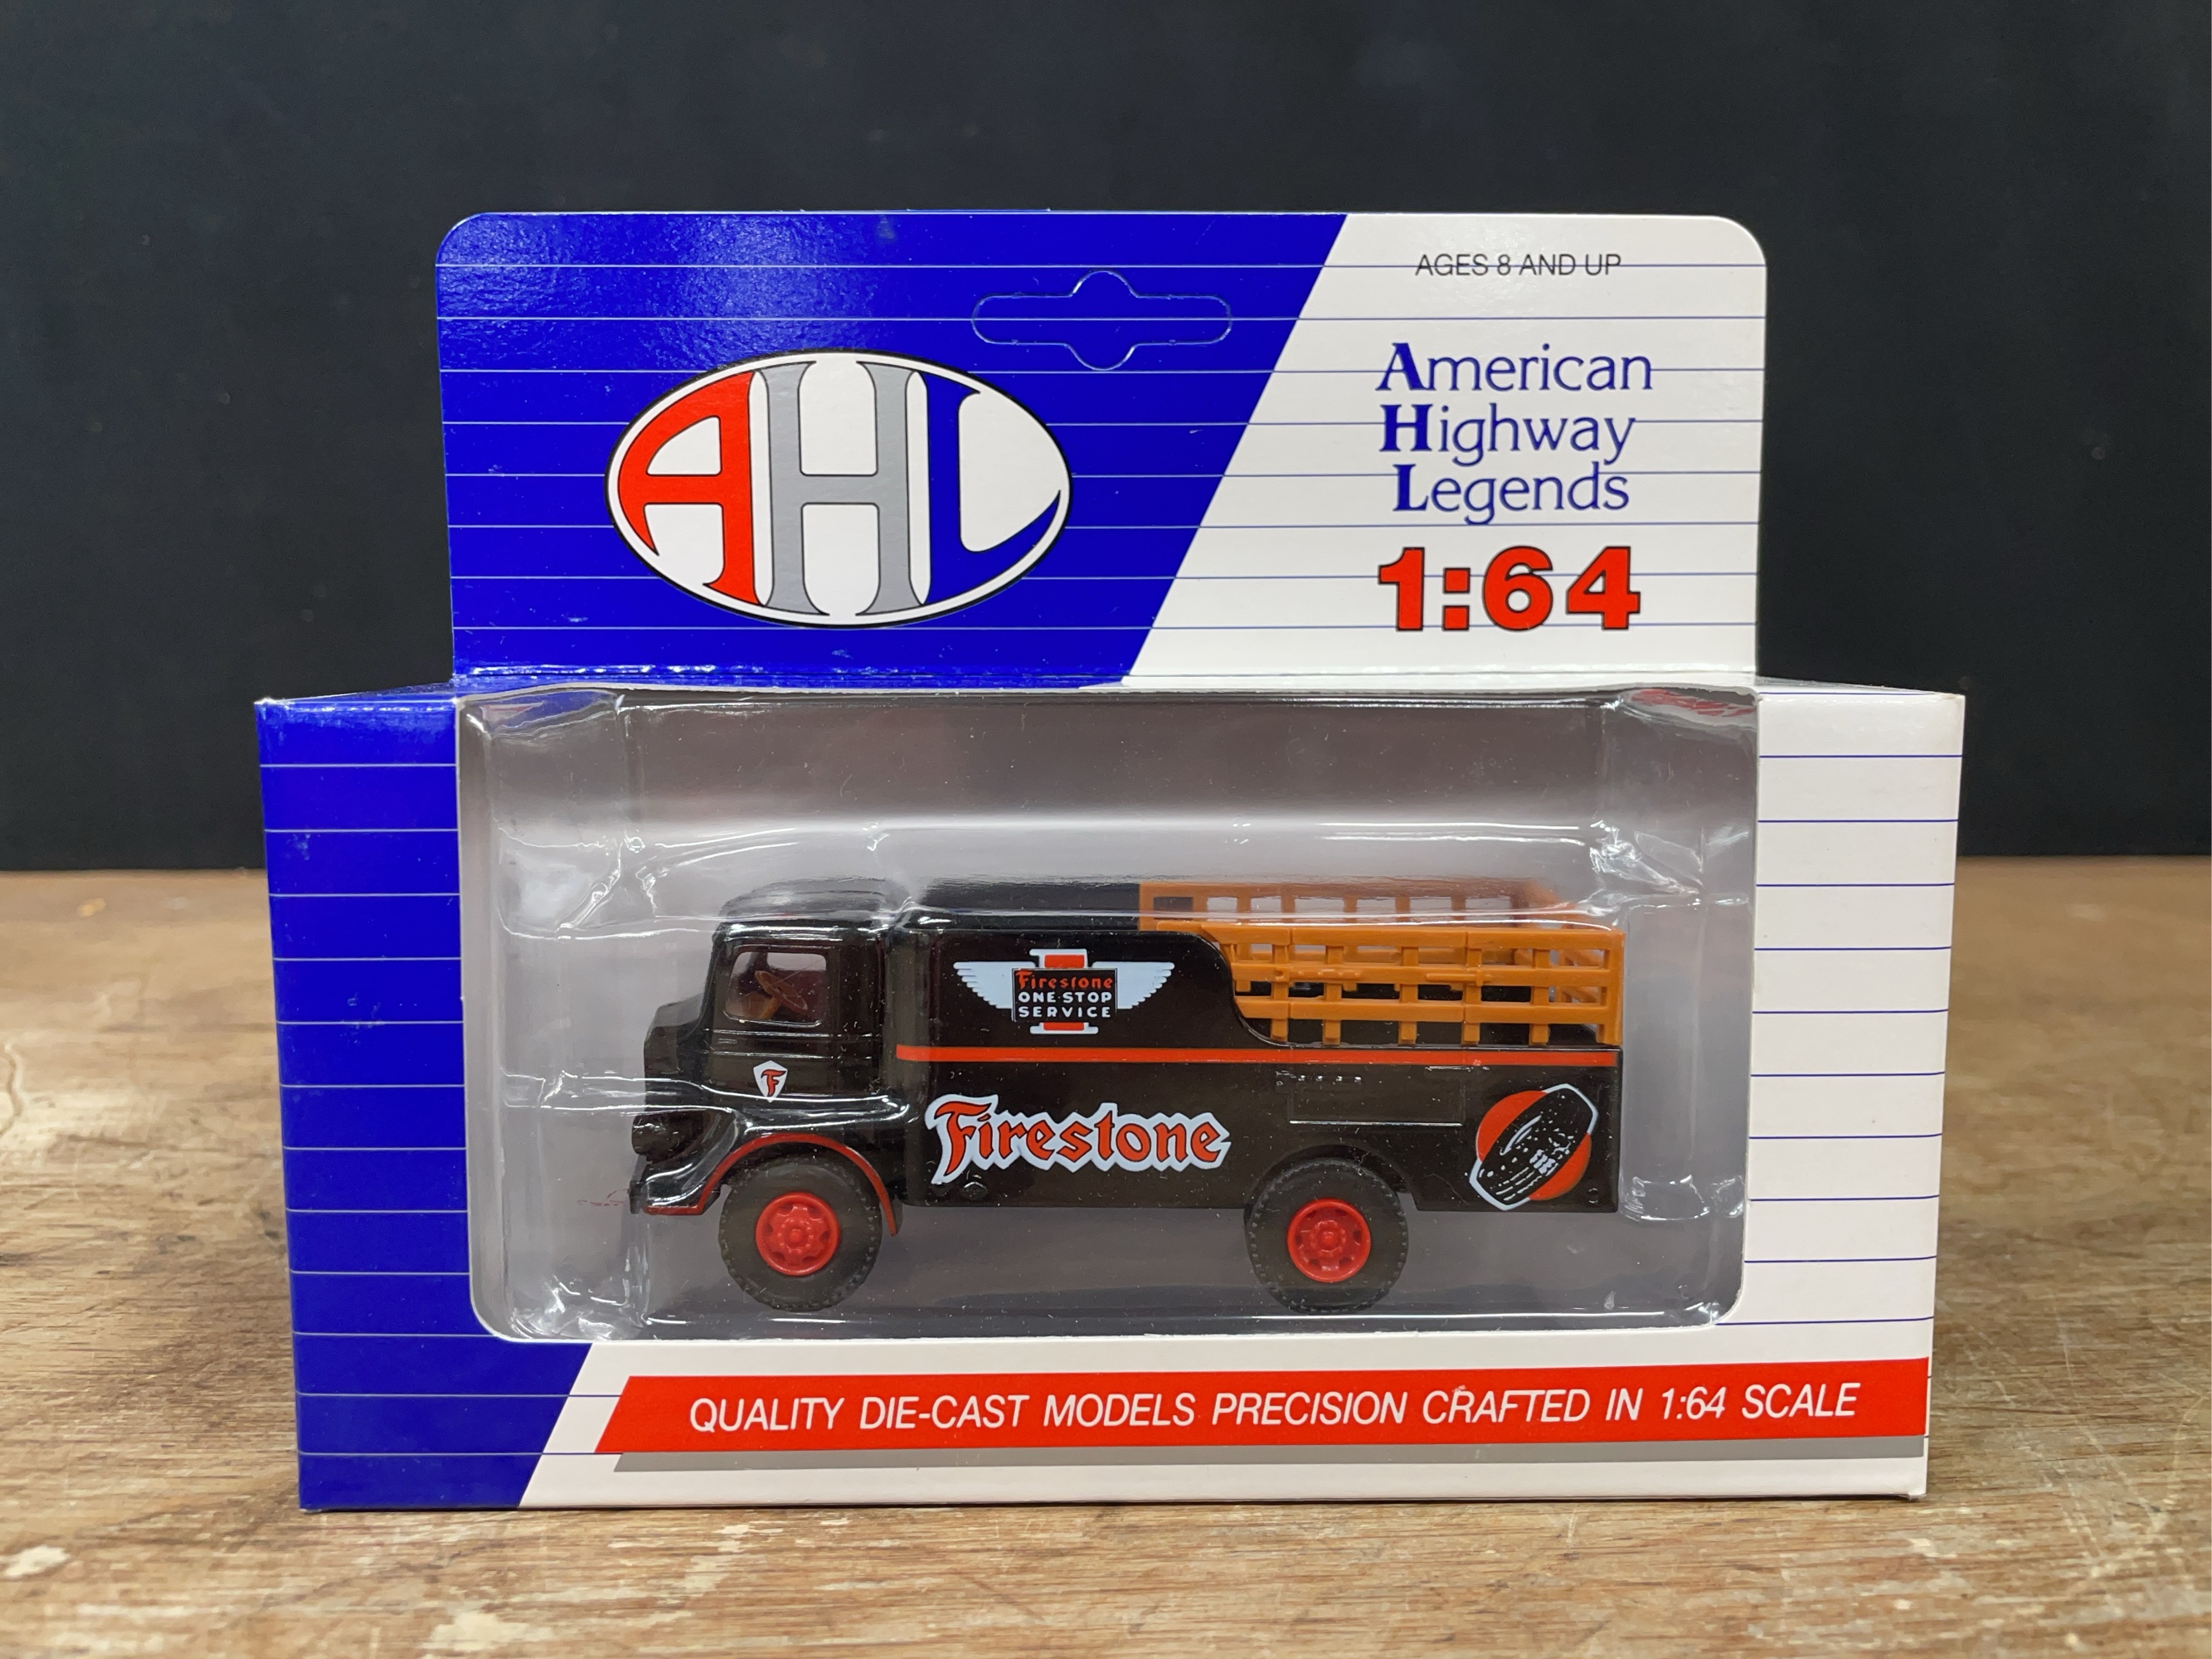 AGES 8 AND UP
AHL
American
Highway
Legends
1:64
Firestone
ONE STOP
SERVICE
F
Firestone
QUALITY DIE-CAST MODELS PRECISION CRAFTED IN 1:64 SCALE